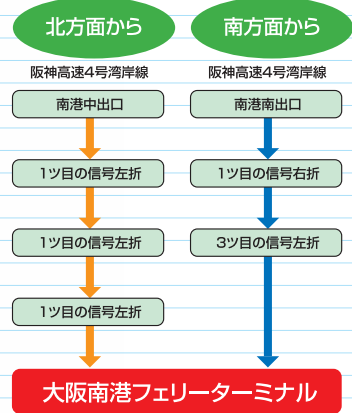 北方面から
阪神高速4号湾岸線
南港中出口
1ツ目の信号左折
1ツ目の信号左折
1ツ目の信号左折
南方面から
阪神高速4号湾岸線
南港南出口
1ツ目の信号右折
3ツ目の信号左折
大阪南港フェリーターミナル